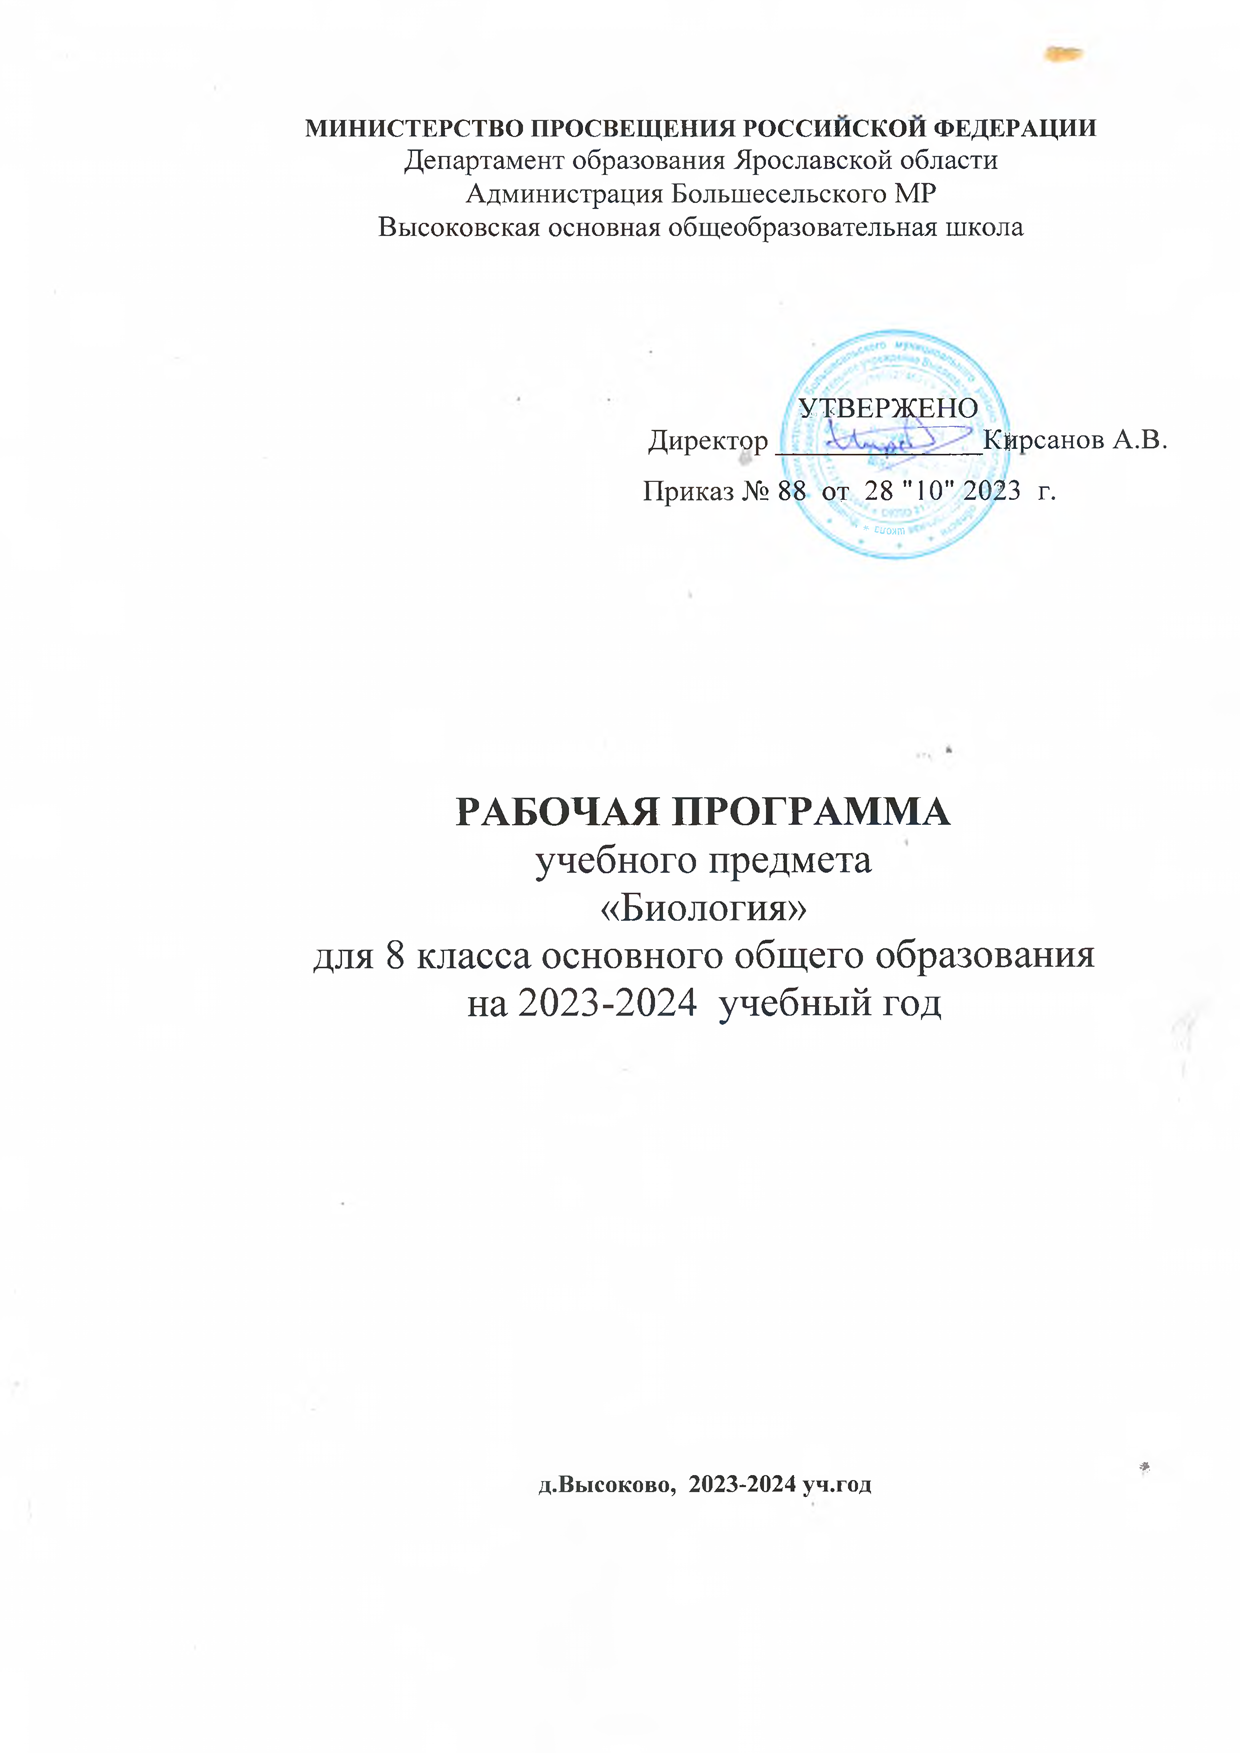 МИНИСТЕРСТВО ПРОСВЕЩЕНИЯ РОССИЙСКОЙ ФЕДЕРАЦИИ
Департамент образования Ярославской области
Администрация Большесельского МР
Высоковская основная общеобразовательная школа
УТВЕРЖЕНО
Директор ______________Кирсанов А.В.
Приказ № 88 от 28 "10" 2023 г.
РАБОЧАЯ ПРОГРАММА
учебного предмета
«Биология»
для 8 класса основного общего образования
на 2023-2024 учебный год
д.Высоково, 2023-2024 уч.год